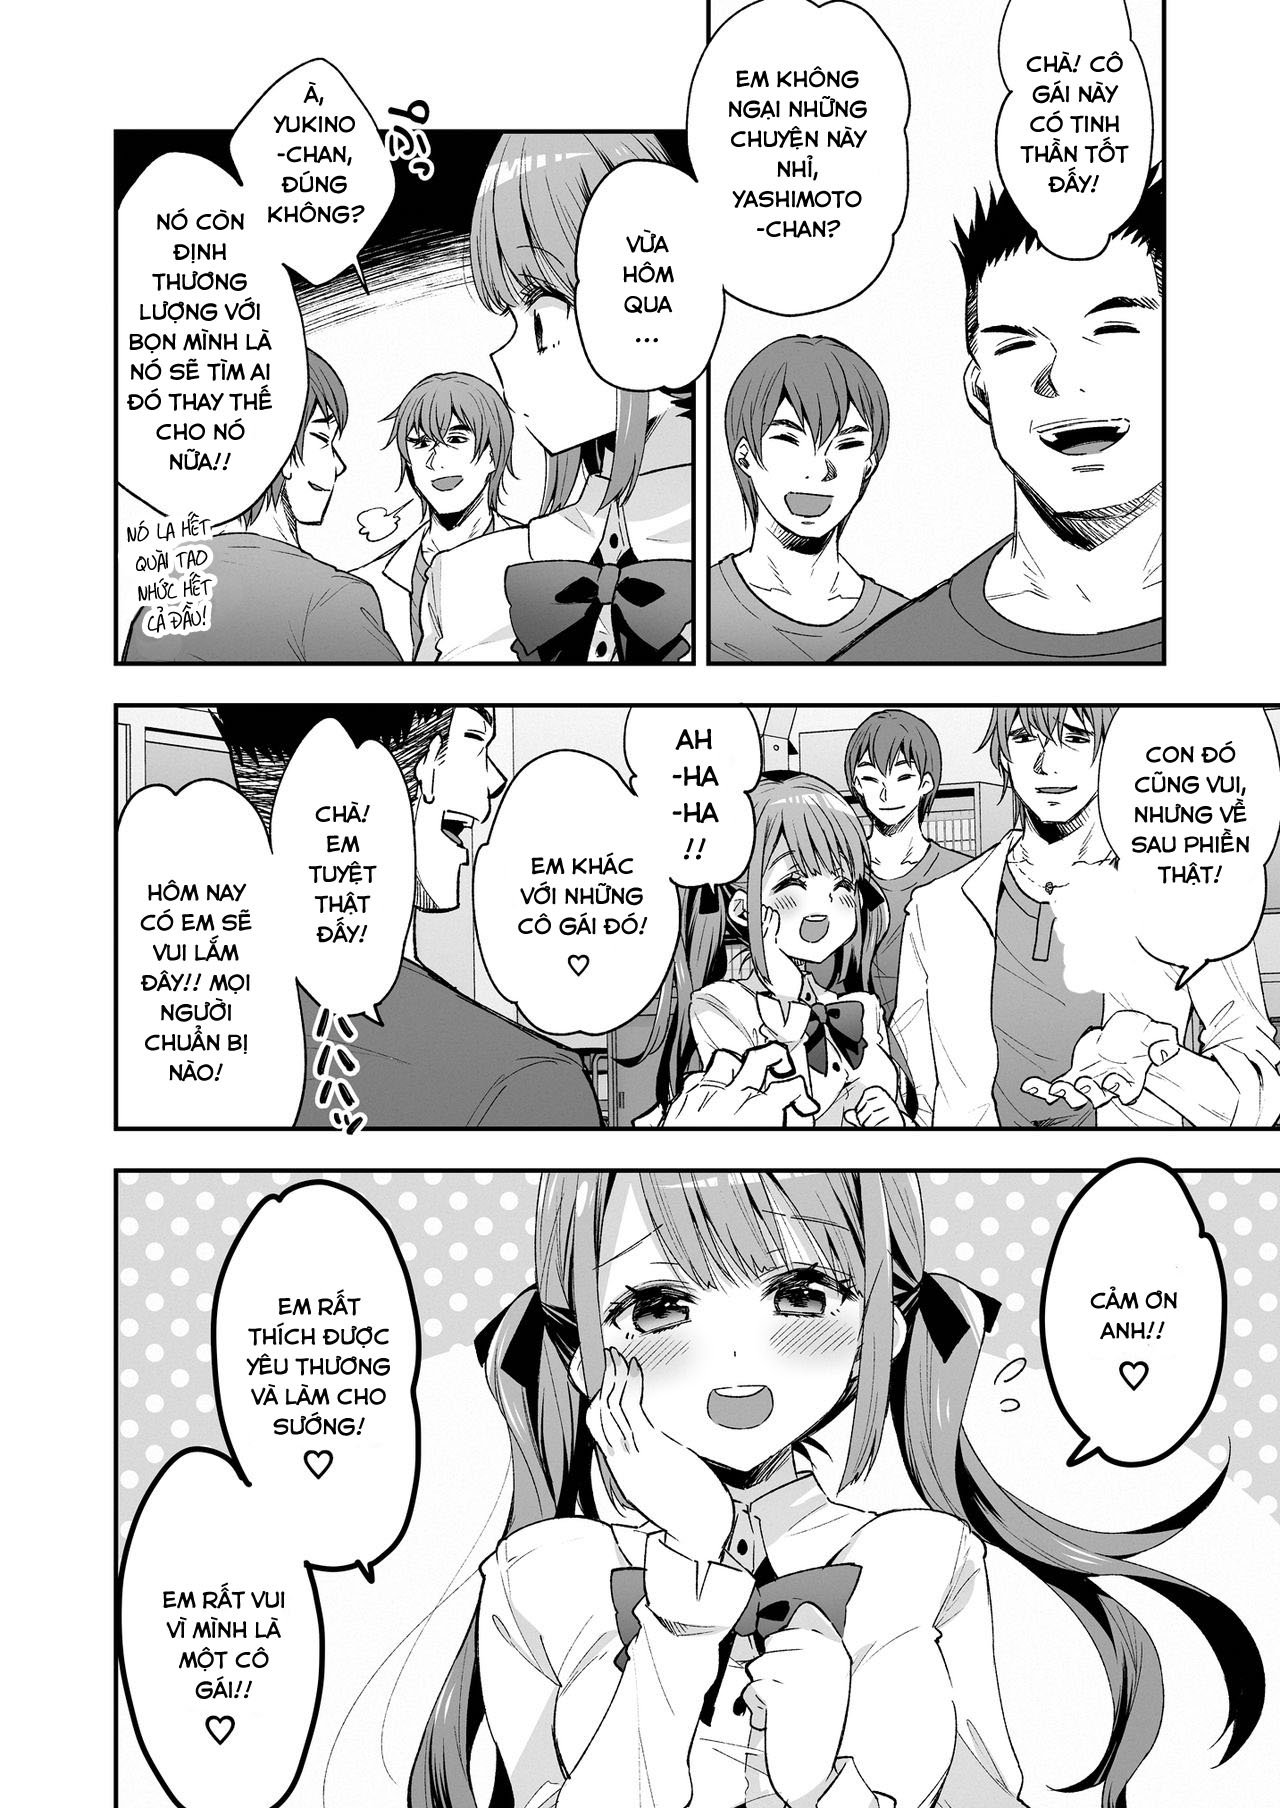 CHÀ! CÔ
GÁI NÀY
CÓ TINH
THẦN TỐT
ĐẤY!
EM KHÔNG
NGẠI NHỮNG
CHUYỆN NÀY
NHỈ,
YASHIMOTO
-CHAN?
VỪA
HÔM
QUA
...
À,
YUKINO
-CHAN,
ĐÚNG
KHÔNG?
NÓ CÒN
ĐỊNH
THƯƠNG
LƯỢNG VỚI
BỌN MÌNH LÀ
NÓ SẼ TÌM AI
ĐÓ THAY THẾ
CHO NÓ
NỮA!!
NÓ LA HẾT
QUÀI TAO
NHỨC HẾT
CẢ ĐẦU!
CON ĐÓ
CŨNG VUI,
NHƯNG VỀ
SAU PHIỀN
THẬT!
AH
-HA
-HA
!!
EM KHÁC
VỚI NHỮNG
CÔ GÁI ĐÓ!
♡
CHÀ!
EM
TUYỆT
THẬT
ĐẤY!
HÔM NAY
CÓ EM SẼ
VUI LẮM
ĐÂY!! MỌI
NGƯỜI
CHUẨN BỊ
NÀO!
ハハハッ
CẢM ƠN
ANH!!
♡
EM RẤT
THÍCH ĐƯỢC
YÊU THƯƠNG
VÀ LÀM CHO
SƯỚNG!
♡
EM RẤT VUI
VÌ MÌNH LÀ
MỘT CÔ
GÁI!!
♡